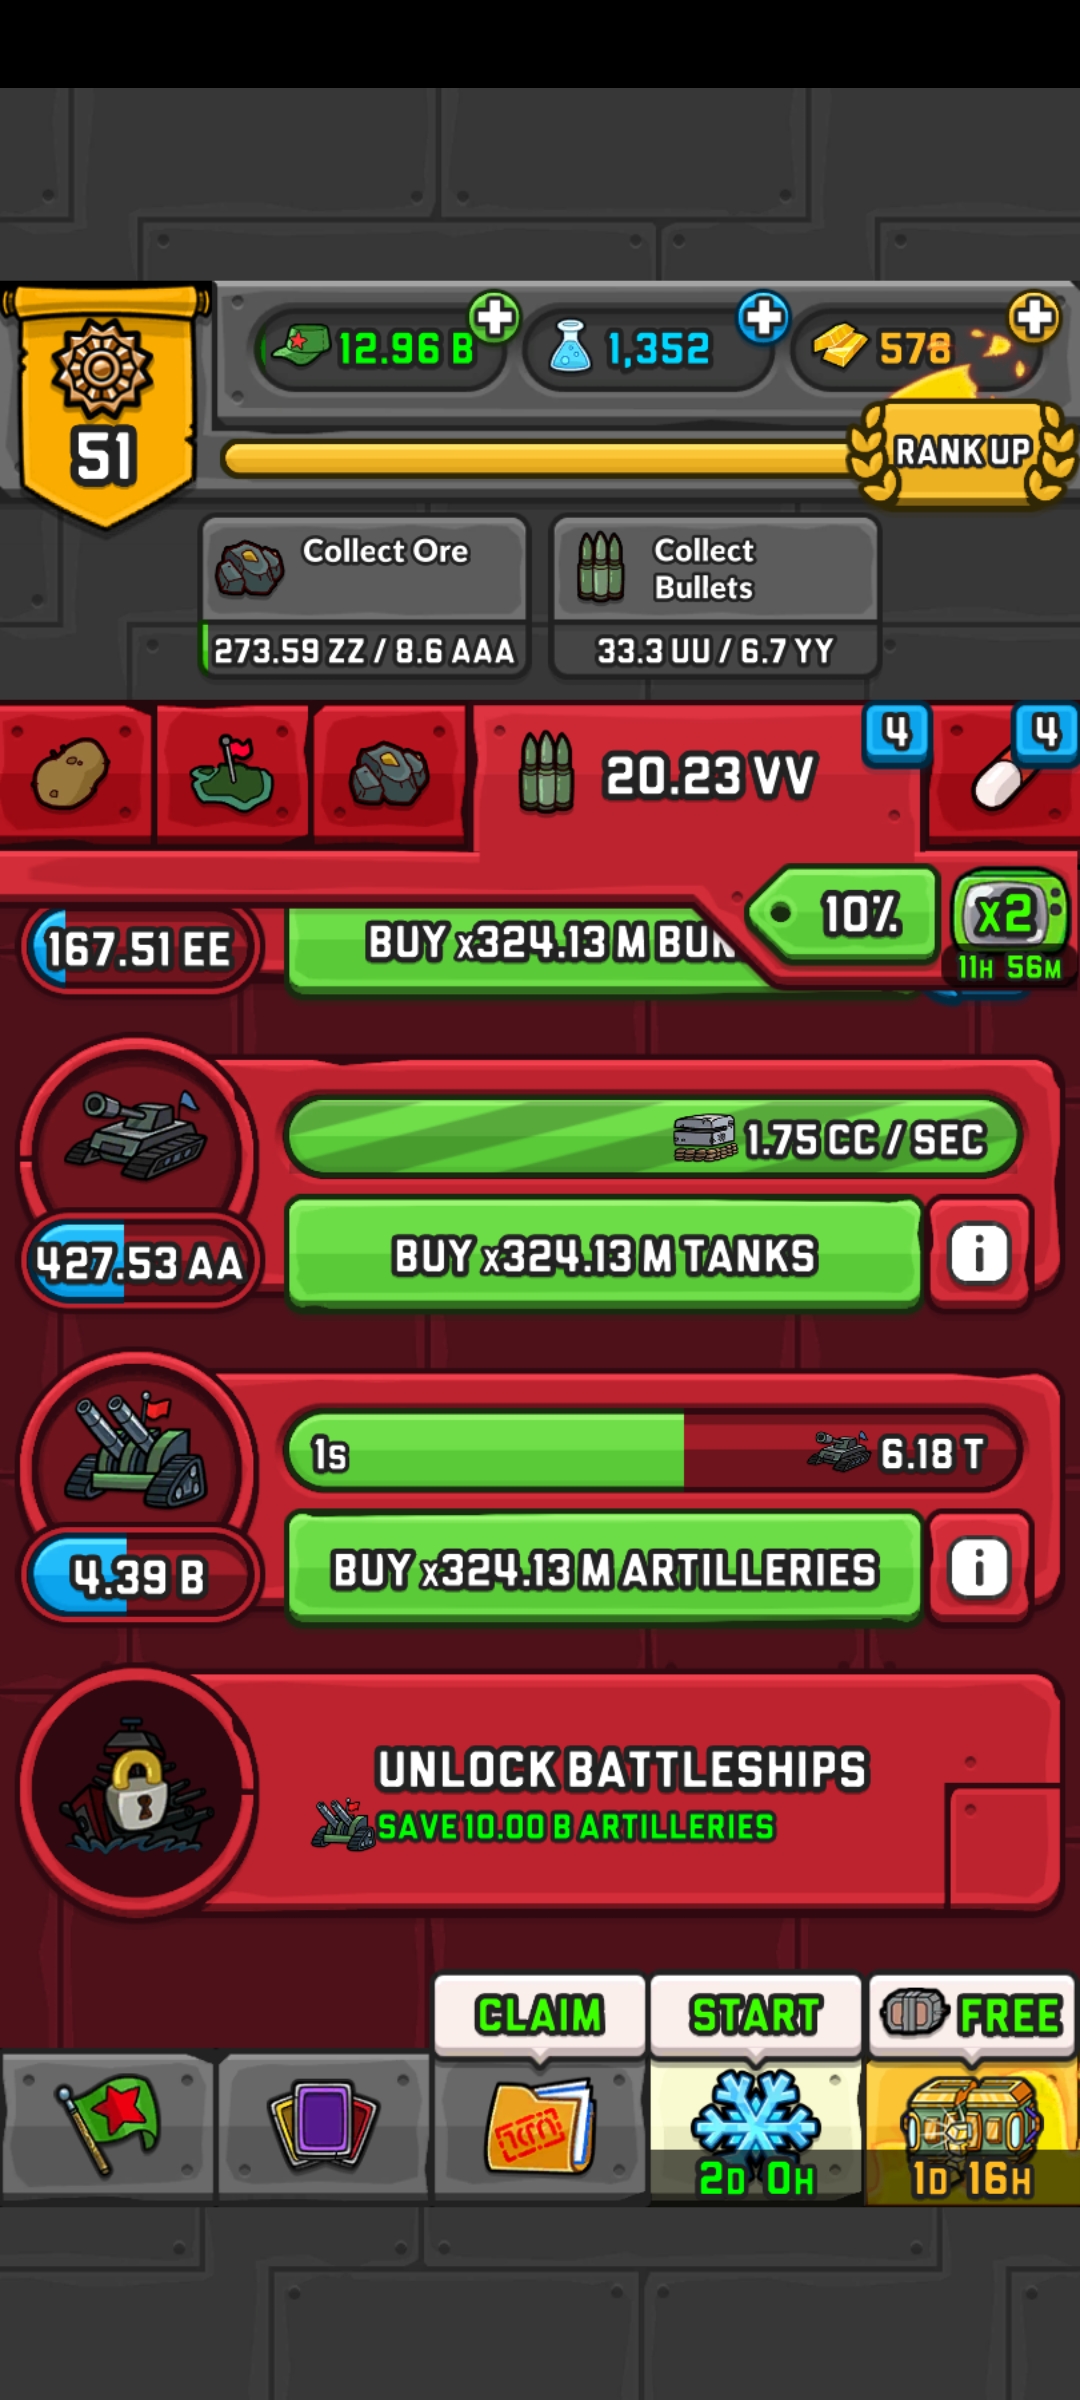 12.96 B
1,352
578
51
RANK UP
Collect Ore
273.59 ZZ / 8.6 AAA
Collect
Bullets
33.3 UU / 6.7 YY
20.23 VV
4
4
10%
x2
11H 56M
167.51 EE
BUY x324.13 M BUN
1.75 CC / SEC
427.53 AA
BUY x324.13 M TANKS
i
1s
6.18 T
4.39 B
BUY x324.13 M ARTILLERIES
i
UNLOCK BATTLESHIPS
SAVE 10.00 B ARTILLERIES
CLAIM
START
FREE
2D 0H
1D 16H